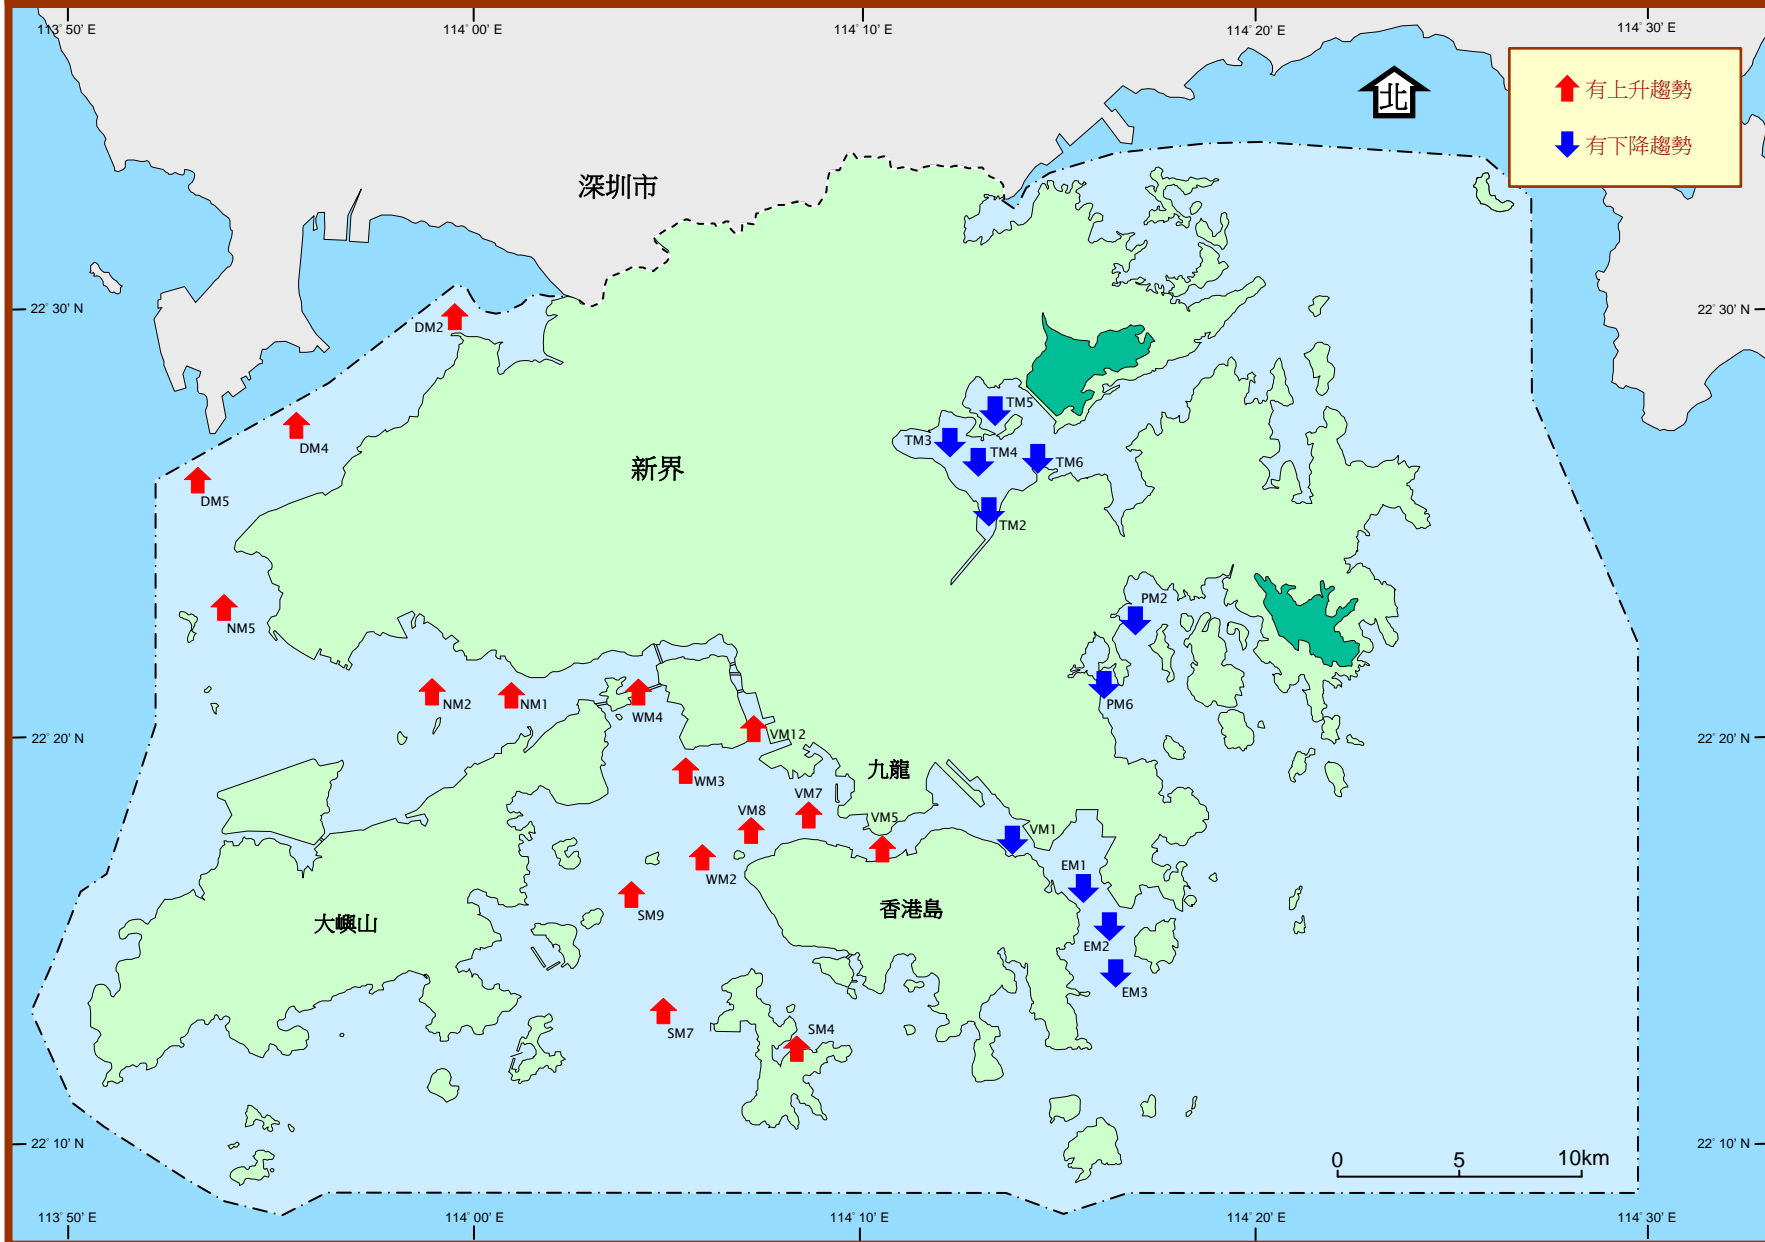 113° 50' E
114° 00' E
114° 10' E
114° 20' E
114° 30' E
北
有上升趨勢
有下降趨勢
深圳市
22° 30' N
22° 30' N
DM2
DM4
DM5
新界
TM5
TM3
TM4
TM6
TM2
NM5
PM2
NM2
NM1
WM4
PM6
22° 20' N
VM12
22° 20' N
WM3
九龍
VM7
VM8
VM5
VM1
WM2
EM1
SM9
香港島
大嶼山
EM2
EM3
SM7
SM4
22° 10' N
22° 10' N
0 5 10km
113° 50' E
114° 00' E
114° 10' E
114° 20' E
114° 30' E